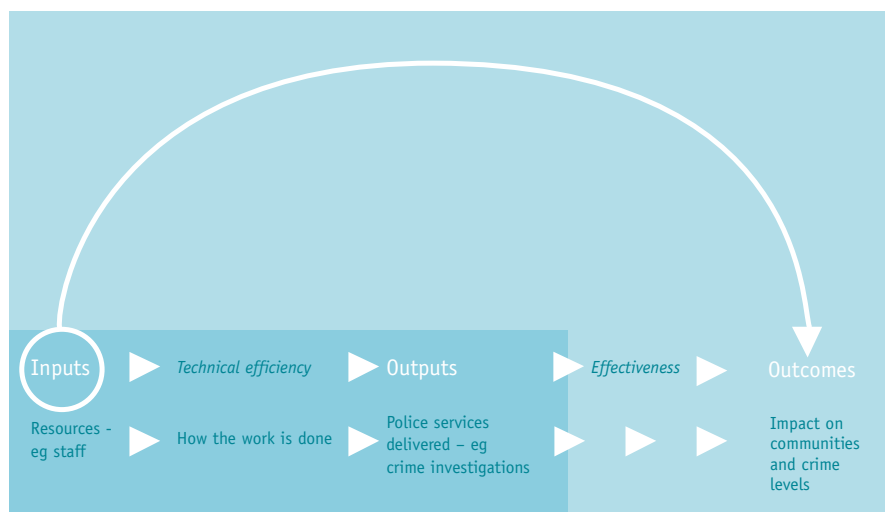 Inputs
Technical efficiency
Outputs
Effectiveness
Outcomes
Resources -
eg staff
How the work is done
Police services
delivered – eg
crime investigations
Impact on
communities
and crime
levels